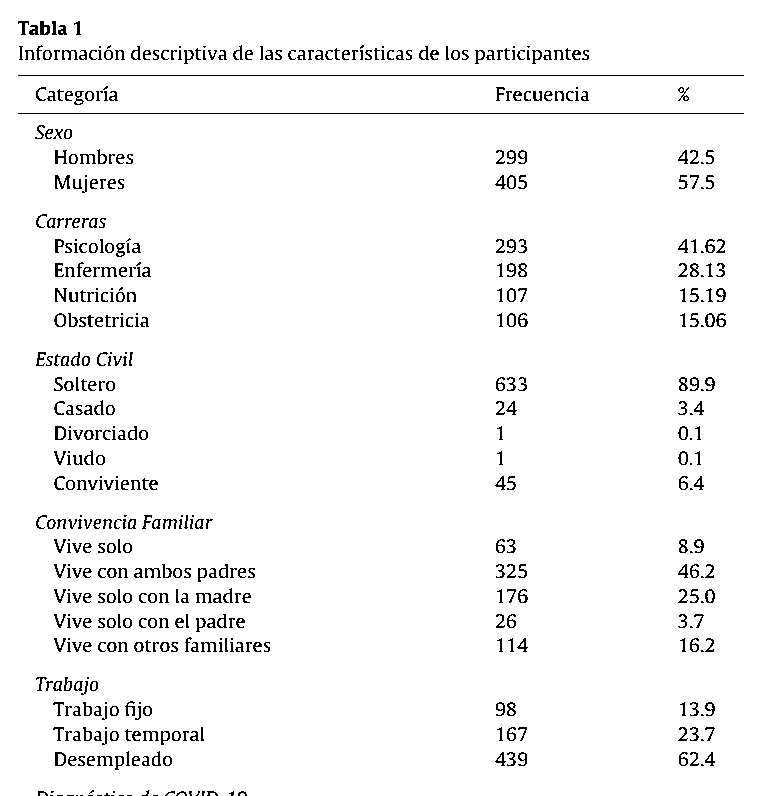 Tabla 1
Información descriptiva de las características de los participantes
Categoría Frecuencia %
Sexo
Hombres 299 42.5
Mujeres 405 57.5
Carreras
Psicología 293 41.62
Enfermería 198 28.13
Nutrición 107 15.19
Obstetricia 106 15.06
Estado Civil
Soltero 633 89.9
Casado 24 3.4
Divorciado 1 0.1
Viudo 1 0.1
Conviviente 45 6.4
Convivencia Familiar
Vive solo 63 8.9
Vive con ambos padres 325 46.2
Vive solo con la madre 176 25.0
Vive solo con el padre 26 3.7
Vive con otros familiares 114 16.2
Trabajo
Trabajo fijo 98 13.9
Trabajo temporal 167 23.7
Desempleado 439 62.4
Diagnóstico de COVID-19